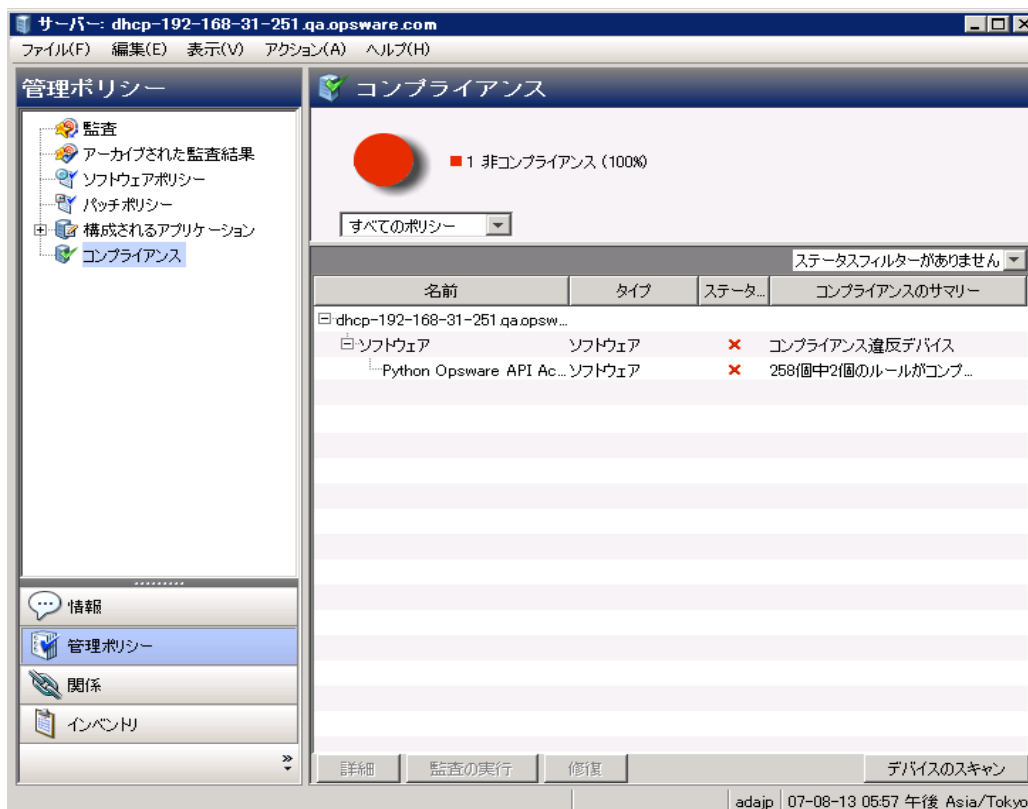 サーバー: dhcp-192-168-31-251.qa.opsware.com
ファイル(F) 編集(E) 表示(V) アクション(A) ヘルプ(H)
管理ポリシー
監査
アーカイブされた監査結果
ソフトウェアポリシー
パッチポリシー
構成されるアプリケーション
コンプライアンス
情報
管理ポリシー
関係
インベントリ
コンプライアンス
1 非コンプライアンス (100%)
すべてのポリシー
ステータスフィルターがありません
名前 タイプ ステータ... コンプライアンスのサマリー
dhcp-192-168-31-251.qa.opsw...
ソフトウェア ソフトウェア コンプライアンス違反デバイス
Python Opsware API Ac... ソフトウェア 258個中2個のルールがコンプ...
詳細 監査の実行 修復 デバイスのスキャン
adajp 07-08-13 05:57 午後 Asia/Tokyo